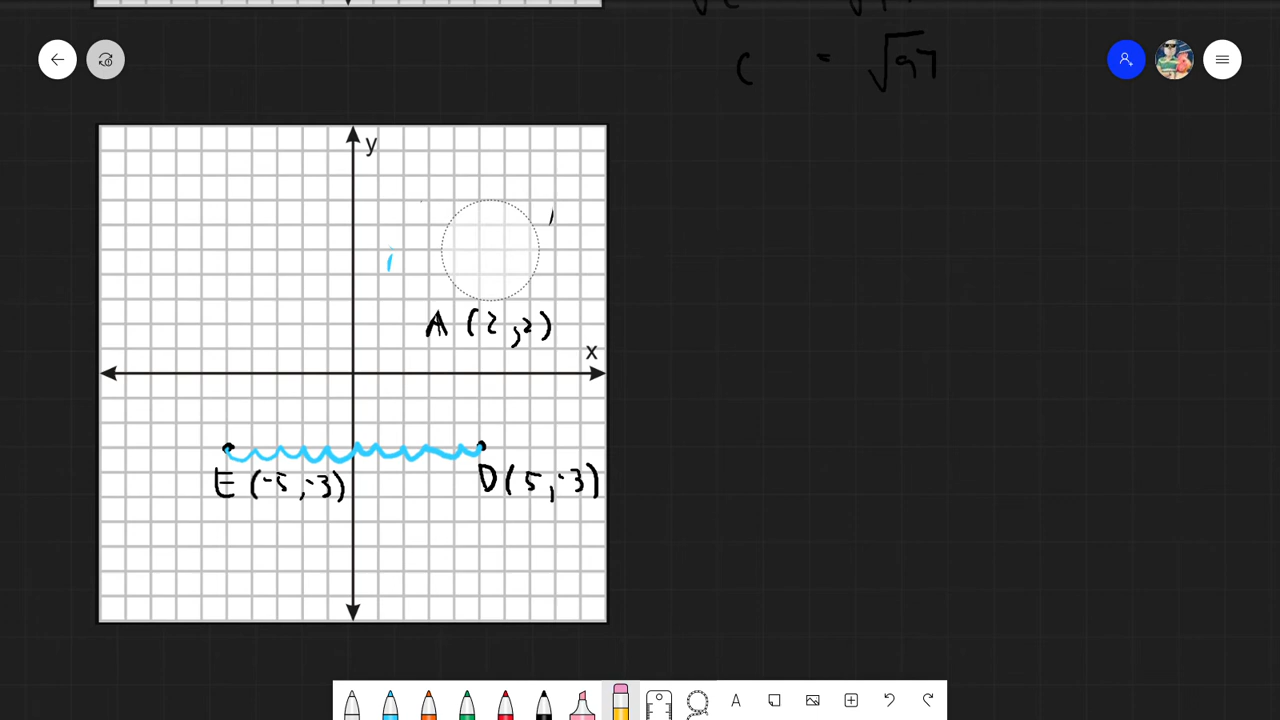 c = √97
y
A (2,2)
x
E (-5,-3)
D(5,-3)
A